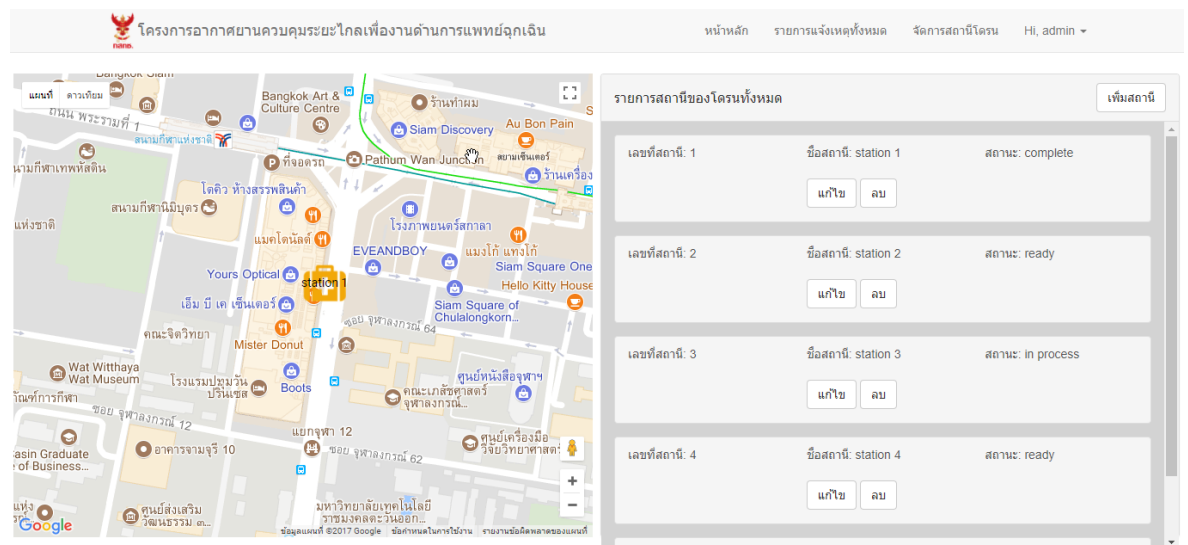 กสทช.
โครงการอากาศยานควบคุมระยะไกลเพื่องานด้านการแพทย์ฉุกเฉิน
หน้าหลัก
รายการแจ้งเหตุทั้งหมด
จัดการสถานีโดรน
Hi, admin
แผนที่
ดาวเทียม
Bangkok Siam
ถนน พระรามที่ 1
Bangkok Art &
Culture Centre
ร้านทำผม
Siam Discovery
Au Bon Pain
สนามกีฬาแห่งชาติ
สยามเซ็นเตอร์
ที่จอดรถ
Pathum Wan Junction
นามกีฬาเทพหัสดิน
ร้านเครื่อง
โตคิว ห้างสรรพสินค้า
สนามกีฬานิมิบุตร
แห่งชาติ
โรงภาพยนตร์สกาลา
แมคโดนัลด์
EVEANDBOY
แมงโก้ แทงโก้
Siam Square One
Yours Optical
station 1
Hello Kitty House
เอ็ม บี เค เซ็นเตอร์
Siam Square of
Chulalongkorn...
ซอย จุฬาลงกรณ์ 64
คณะจิตวิทยา
Mister Donut
Wat Witthaya
Wat Museum
โรงแรมปทุมวัน
ปริ๊นเซส
Boots
ศูนย์หนังสือจุฬาฯ
คณะเภสัชศาสตร์
จุฬาลงกรณ์...
ภัณฑ์การกีฬา
ซอย จุฬาลงกรณ์ 12
แยกจุฬา 12
ซอย จุฬาลงกรณ์ 62
ศูนย์เครื่องมือ
วิจัยวิทยาศาสตร์
asin Graduate
of Business...
อาคารจามจุรี 10
ศูนย์ส่งเสริม
วัฒนธรรม ...
มหาวิทยาลัยเทคโนโลยี
ราชมงคลตะวันออก...
Google
ข้อมูลแผนที่ ©2017 Google
ข้อกำหนดในการใช้งาน
รายงานข้อผิดพลาดของแผนที่
รายการสถานีของโดรนทั้งหมด
เพิ่มสถานี
เลขที่สถานี: 1
ชื่อสถานี: station 1
สถานะ: complete
แก้ไข
ลบ
เลขที่สถานี: 2
ชื่อสถานี: station 2
สถานะ: ready
แก้ไข
ลบ
เลขที่สถานี: 3
ชื่อสถานี: station 3
สถานะ: in process
แก้ไข
ลบ
เลขที่สถานี: 4
ชื่อสถานี: station 4
สถานะ: ready
แก้ไข
ลบ